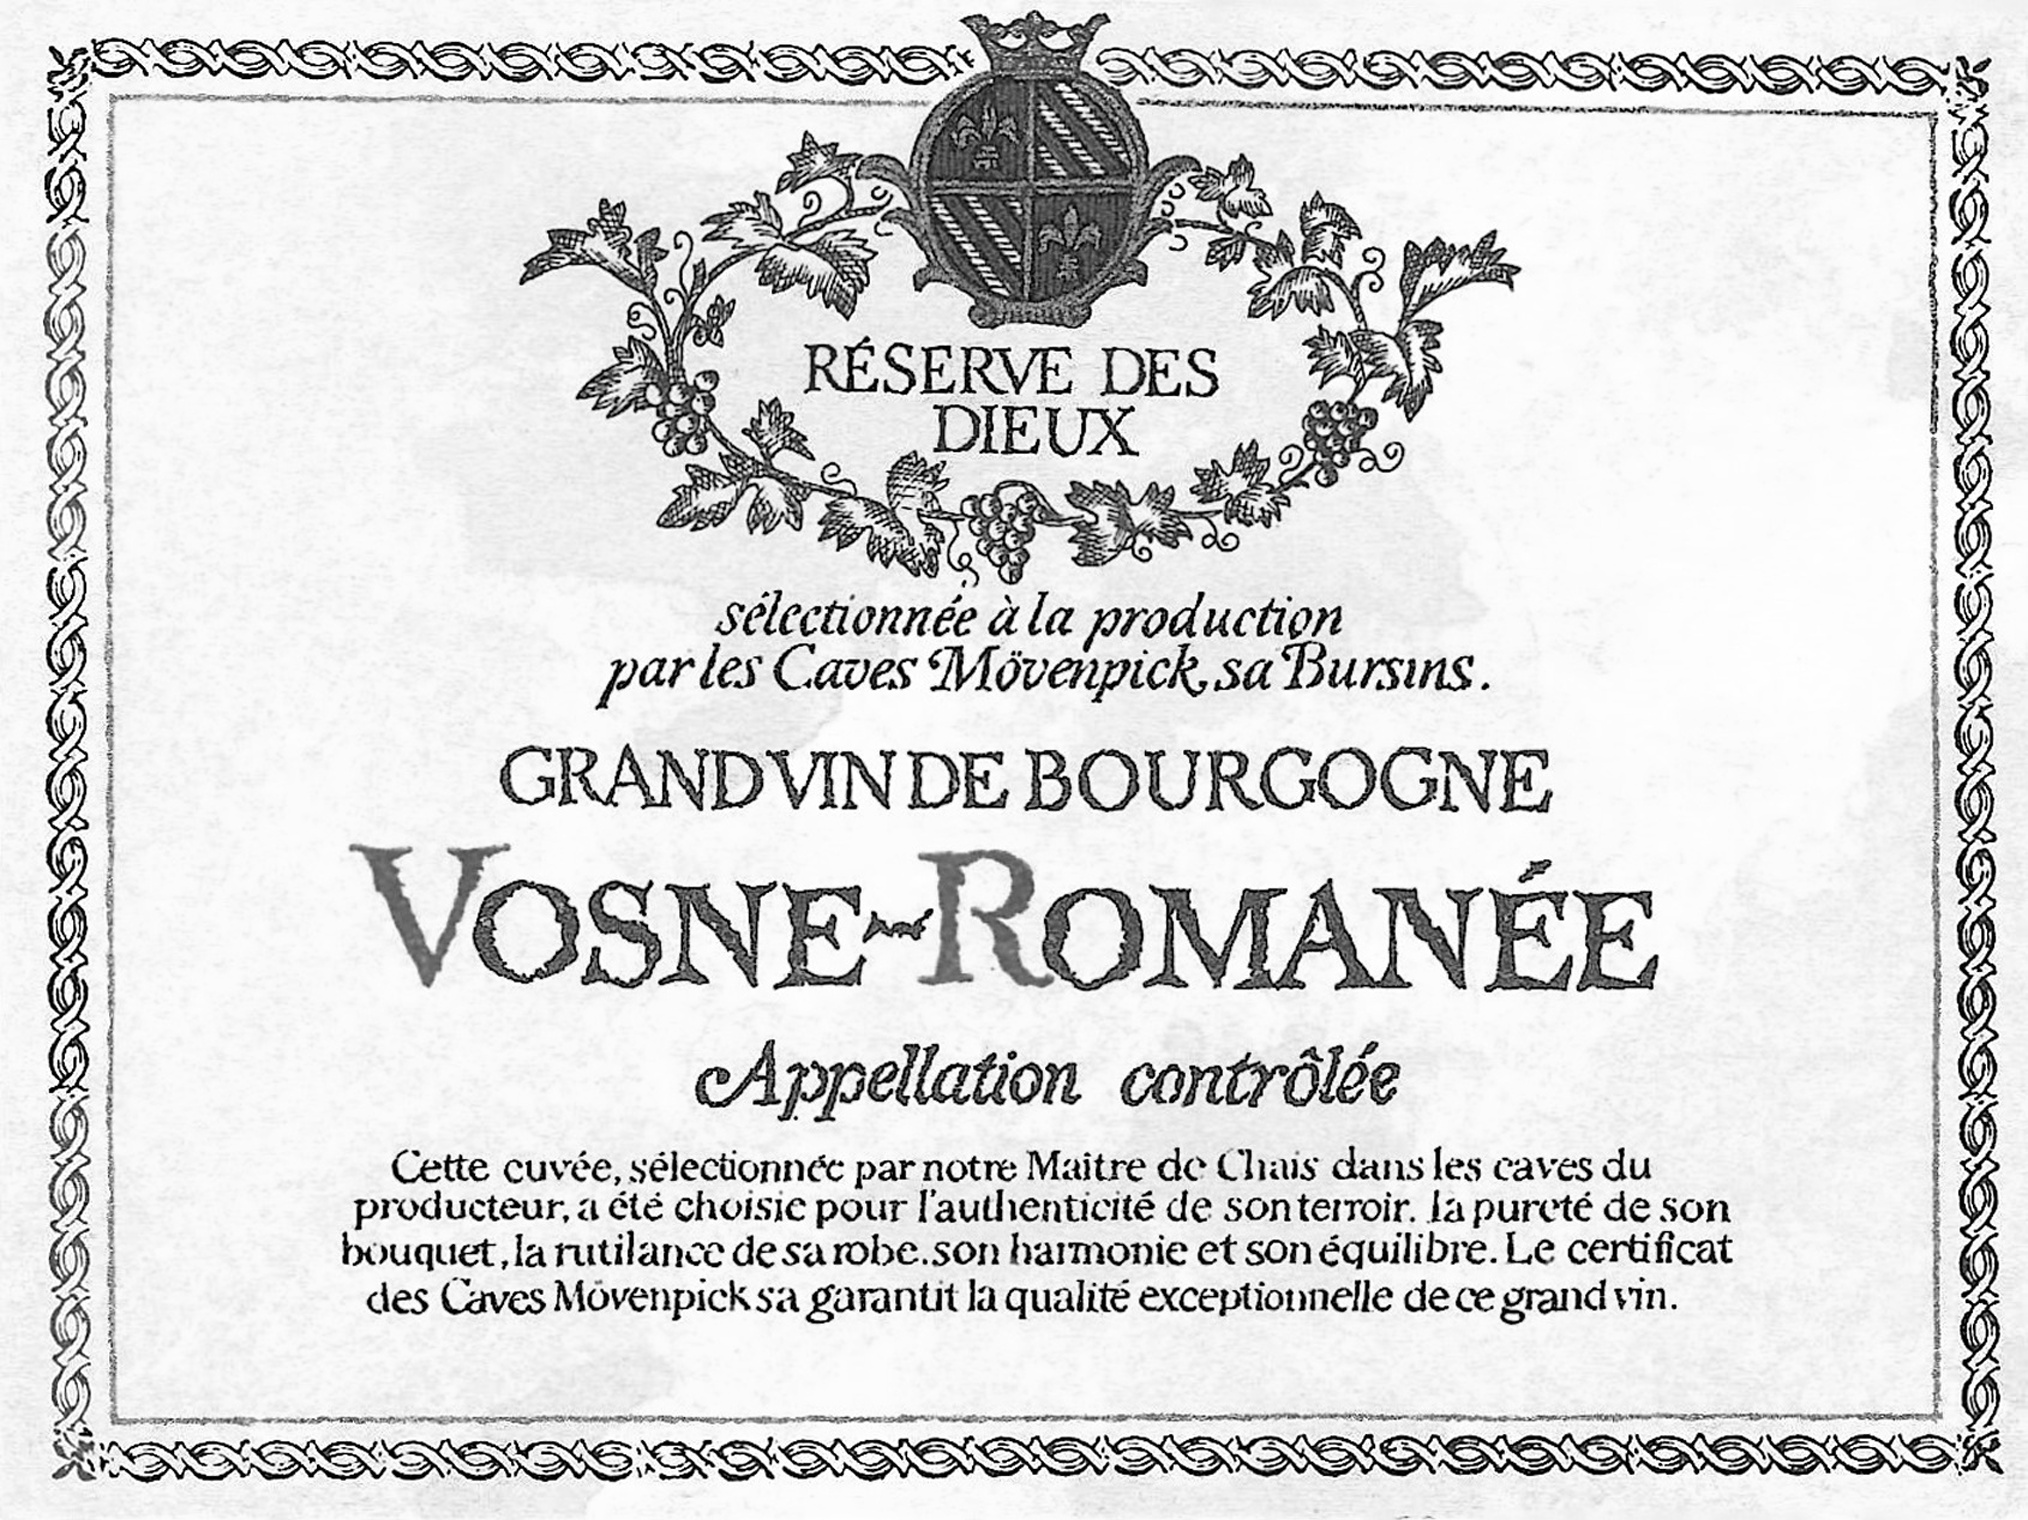 RÉSERVE DES
DIEUX
sélectionnée à la production
par les Caves Mövenpick sa Bursins.
GRAND VIN DE BOURGOGNE
VOSNE-ROMANÉE
Appellation contrôlée
Cette cuvée, sélectionnée par notre Maître de Chais dans les caves du
producteur, a été choisie pour l'authenticité de son terroir, la pureté de son
bouquet, la rutilance de sa robe, son harmonie et son équilibre. Le certificat
des Caves Mövenpick sa garantit la qualité exceptionnelle de ce grand vin.